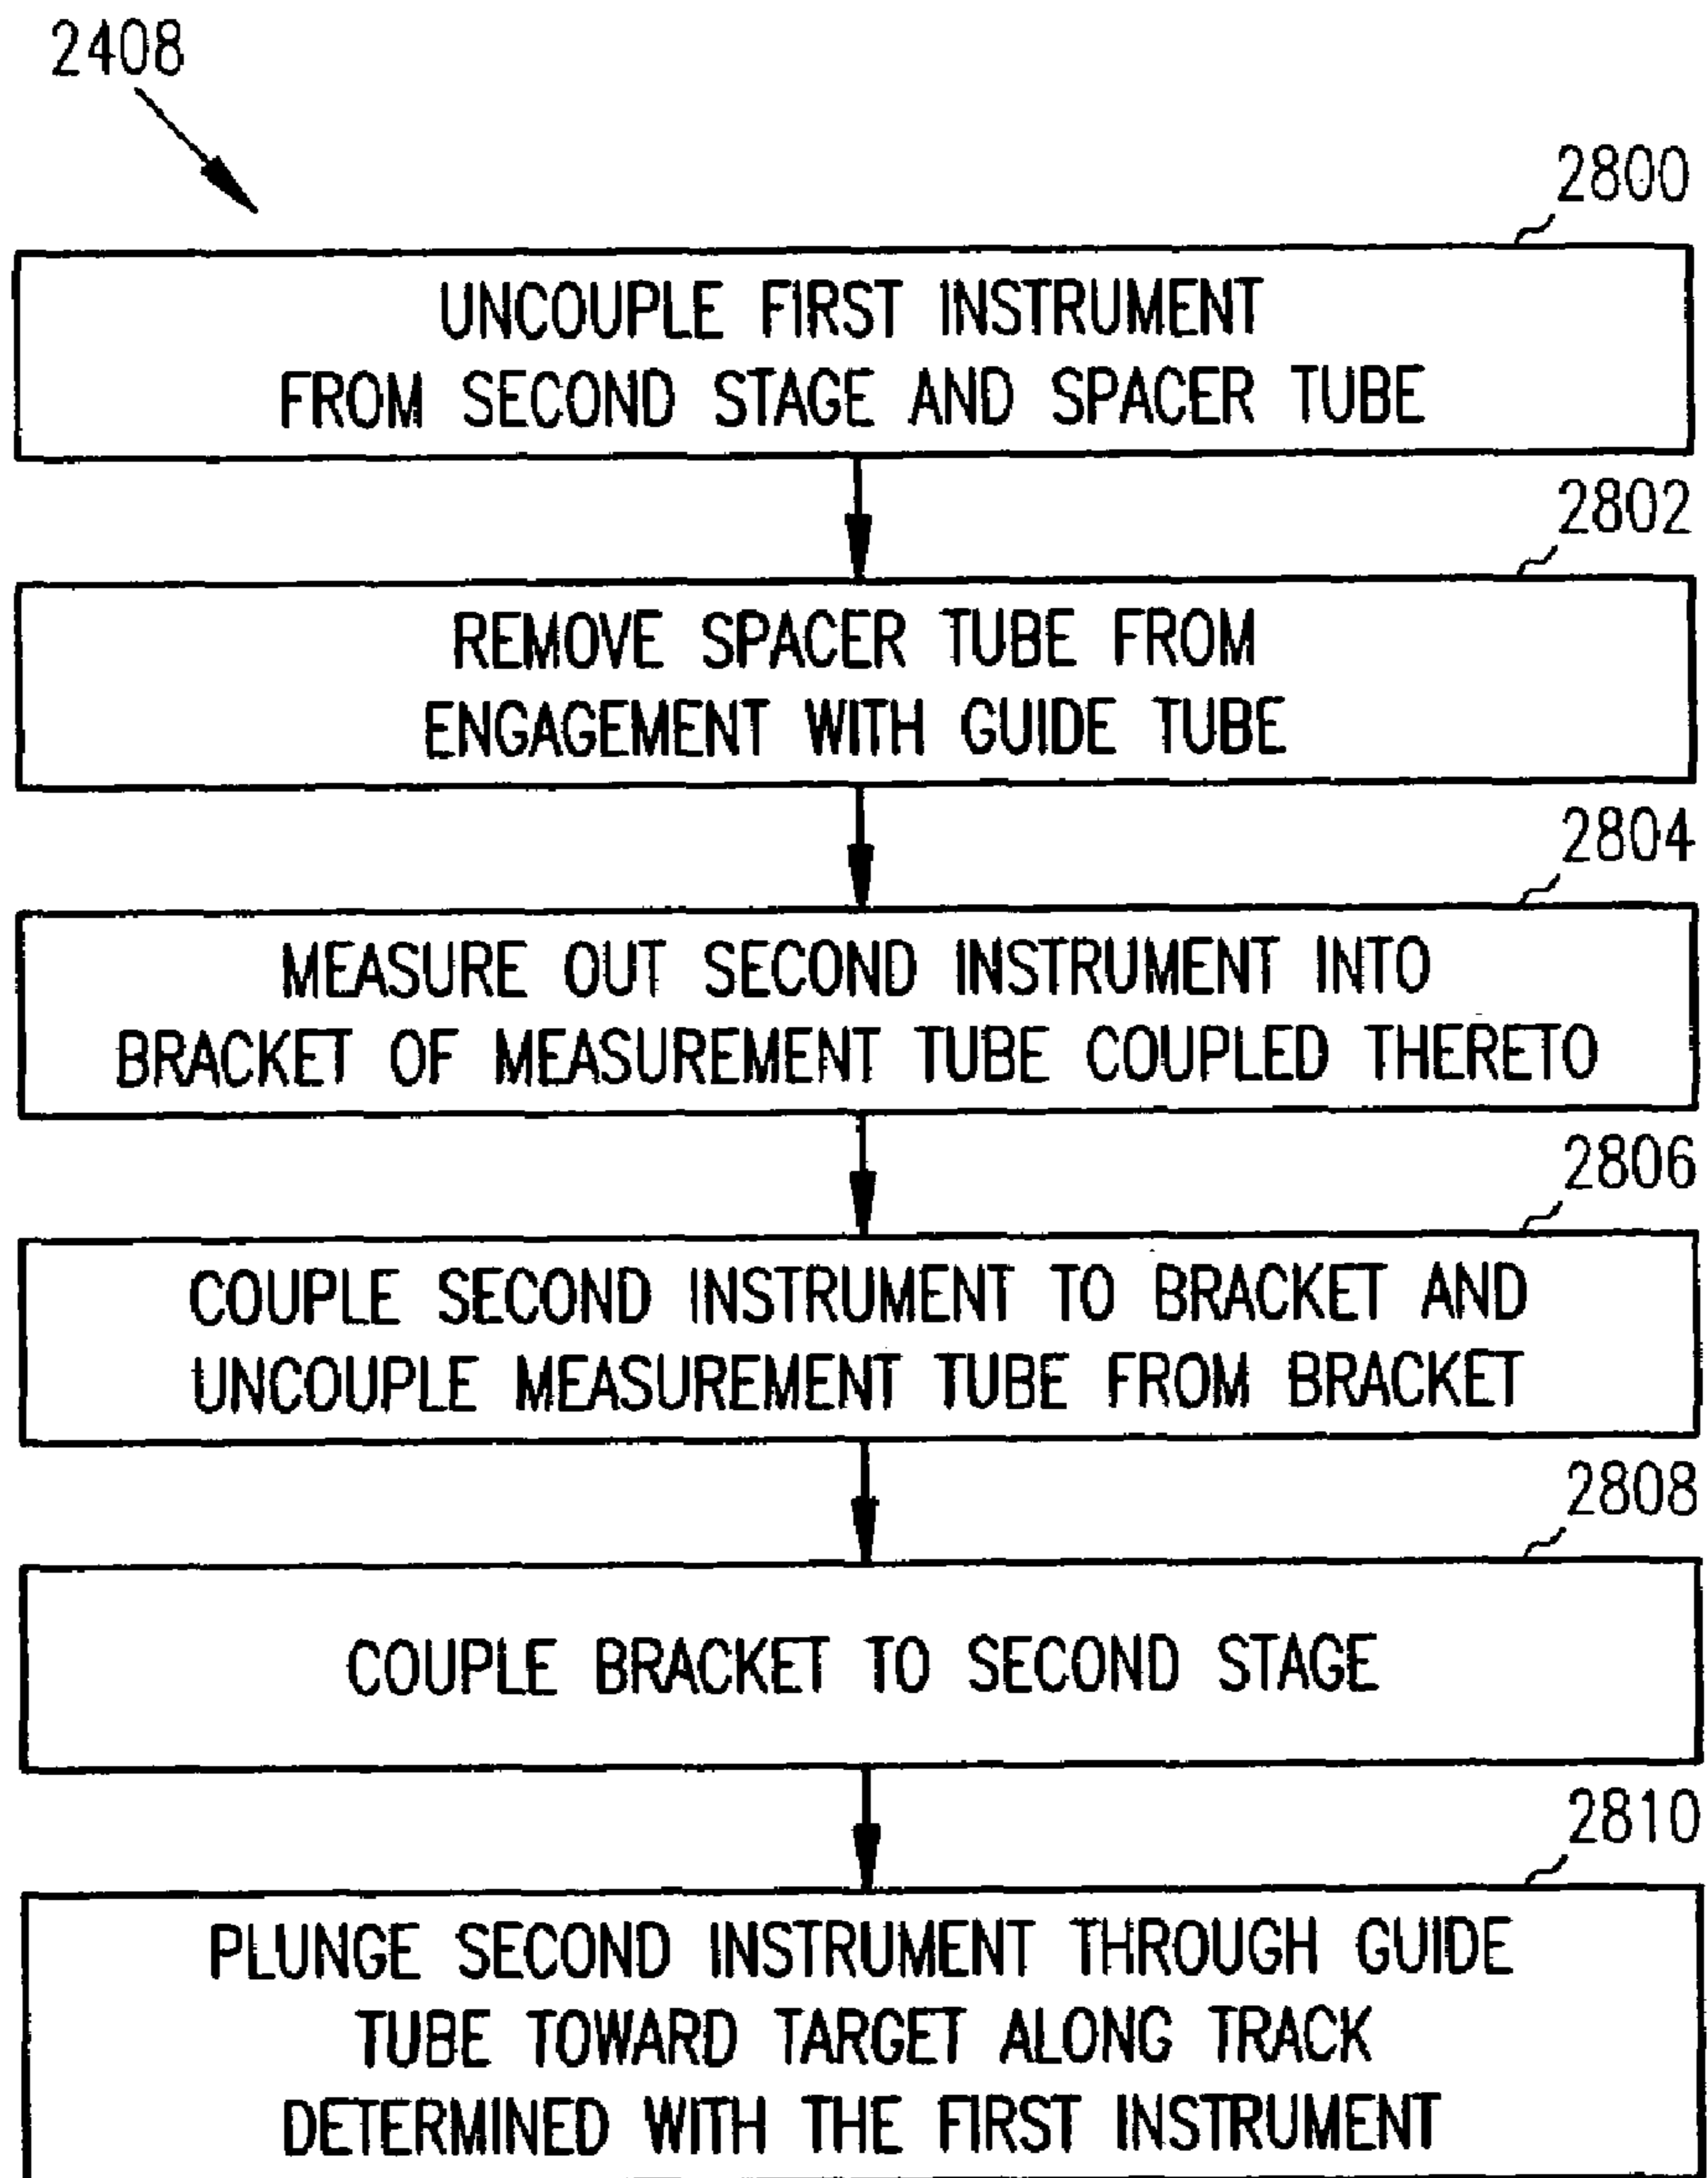 2408
2800
UNCOUPLE FIRST INSTRUMENT
FROM SECOND STAGE AND SPACER TUBE
2802
REMOVE SPACER TUBE FROM
ENGAGEMENT WITH GUIDE TUBE
2804
MEASURE OUT SECOND INSTRUMENT INTO
BRACKET OF MEASUREMENT TUBE COUPLED THERETO
2806
COUPLE SECOND INSTRUMENT TO BRACKET AND
UNCOUPLE MEASUREMENT TUBE FROM BRACKET
2808
COUPLE BRACKET TO SECOND STAGE
2810
PLUNGE SECOND INSTRUMENT THROUGH GUIDE
TUBE TOWARD TARGET ALONG TRACK
DETERMINED WITH THE FIRST INSTRUMENT